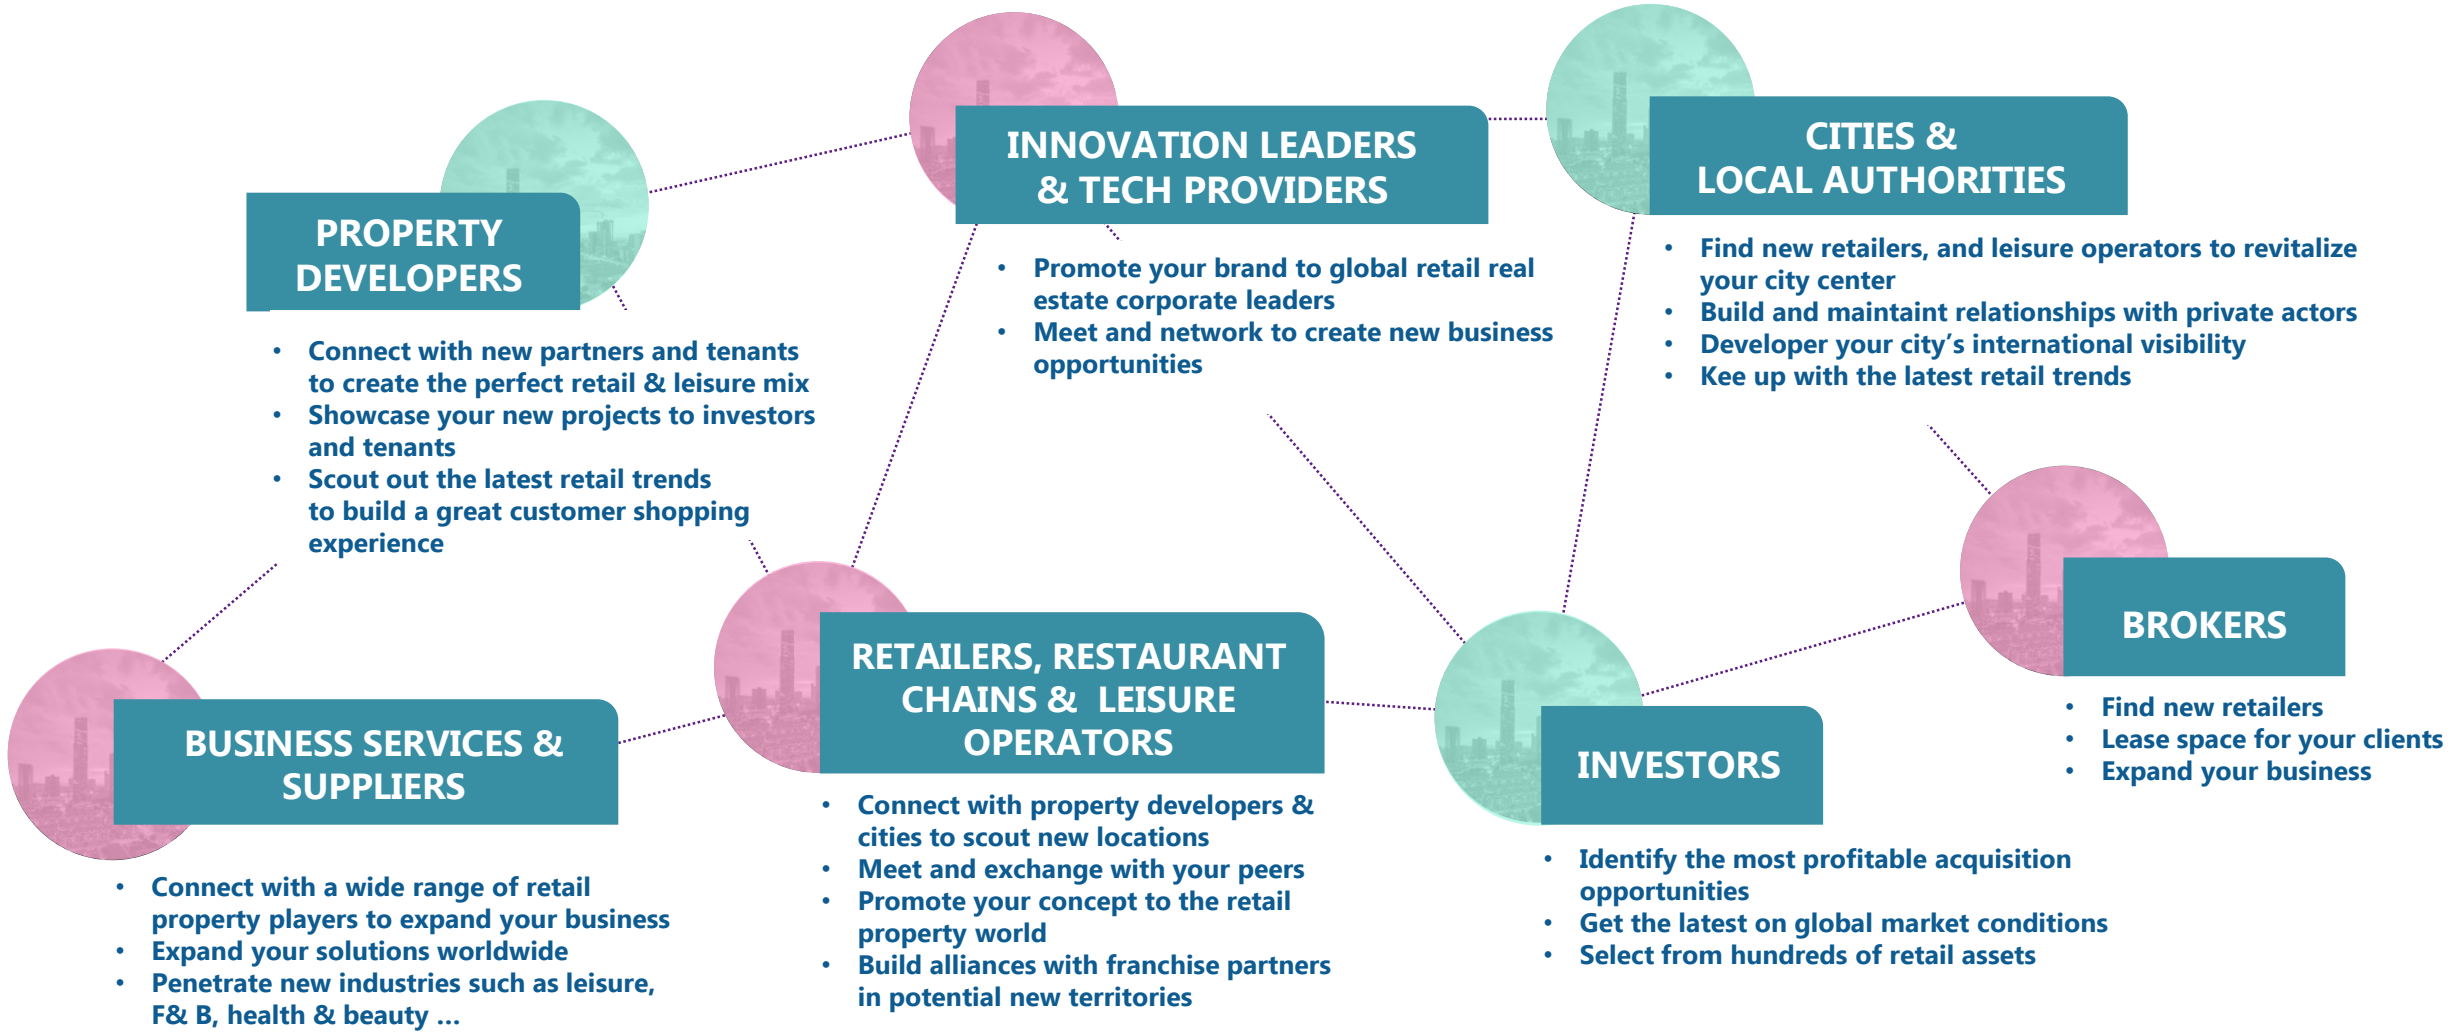 PROPERTY
DEVELOPERS
• Connect with new partners and tenants
to create the perfect retail & leisure mix
• Showcase your new projects to investors
and tenants
• Scout out the latest retail trends
to build a great customer shopping
experience
INNOVATION LEADERS
& TECH PROVIDERS
• Promote your brand to global retail real
estate corporate leaders
• Meet and network to create new business
opportunities
CITIES &
LOCAL AUTHORITIES
• Find new retailers, and leisure operators to revitalize
your city center
• Build and maintaint relationships with private actors
• Developer your city’s international visibility
• Kee up with the latest retail trends
BUSINESS SERVICES &
SUPPLIERS
• Connect with a wide range of retail
property players to expand your business
• Expand your solutions worldwide
• Penetrate new industries such as leisure,
F& B, health & beauty ...
RETAILERS, RESTAURANT
CHAINS & LEISURE
OPERATORS
• Connect with property developers &
cities to scout new locations
• Meet and exchange with your peers
• Promote your concept to the retail
property world
• Build alliances with franchise partners
in potential new territories
INVESTORS
• Identify the most profitable acquisition
opportunities
• Get the latest on global market conditions
• Select from hundreds of retail assets
BROKERS
• Find new retailers
• Lease space for your clients
• Expand your business